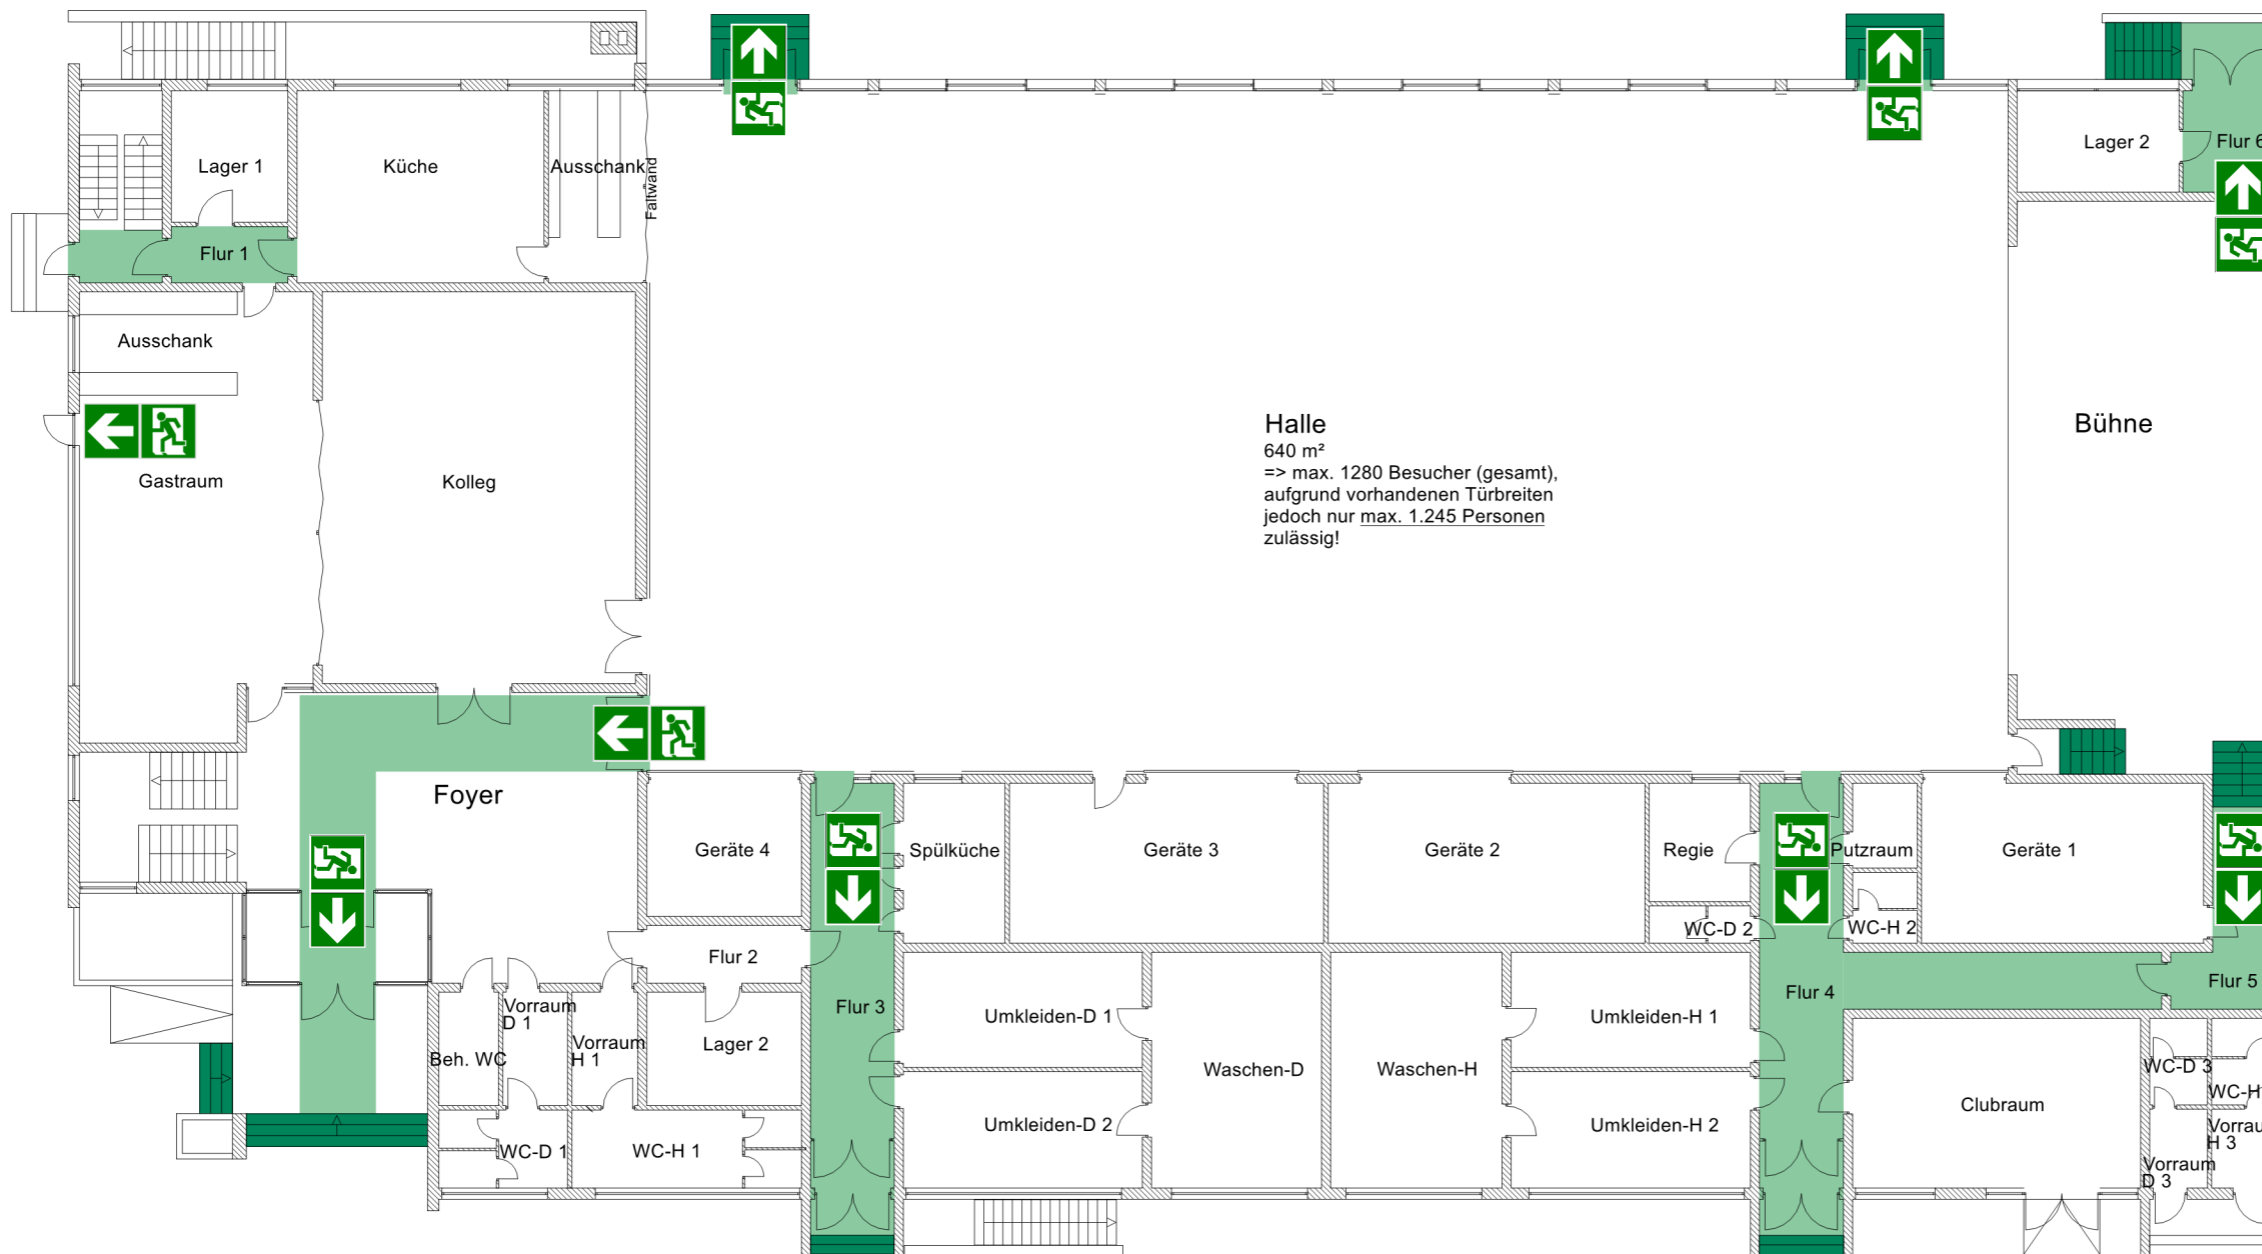 Lager 1
Küche
Ausschank
Faltwand
Lager 2
Flur 6
Flur 1
Ausschank
Gastraum
Kolleg
Halle
640 m²
=> max. 1280 Besucher (gesamt),
aufgrund vorhandenen Türbreiten
jedoch nur max. 1.245 Personen
zulässig!
Bühne
Foyer
Geräte 4
Spülküche
Geräte 3
Geräte 2
Regie
Putzraum
Geräte 1
WC-D 2
WC-H 2
Flur 2
Flur 3
Flur 4
Flur 5
Vorraum
D 1
Umkleiden-D 1
Umkleiden-H 1
Beh. WC
Vorraum
H 1
Lager 2
Waschen-D
Waschen-H
WC-D 3
WC-H
Clubraum
Umkleiden-D 2
Umkleiden-H 2
Vorrau
H 3
WC-D 1
WC-H 1
Vorraum
D 3